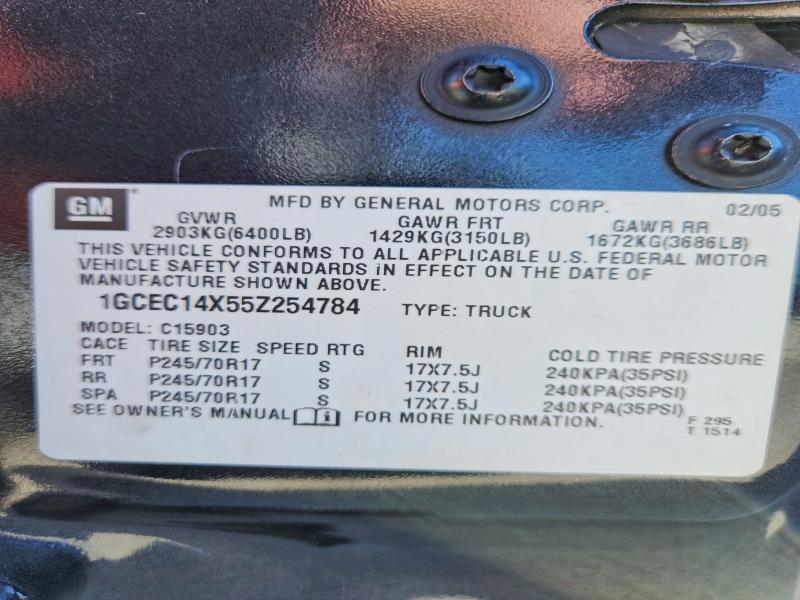 GM MFD BY GENERAL MOTORS CORP. 02/05
GVWR GAWR FRT GAWR RR
2903KG(6400LB) 1429KG(3150LB) 1672KG(3686LB)
THIS VEHICLE CONFORMS TO ALL APPLICABLE U.S. FEDERAL MOTOR
VEHICLE SAFETY STANDARDS IN EFFECT ON THE DATE OF
MANUFACTURE SHOWN ABOVE.
1GCEC14X55Z254784 TYPE: TRUCK
MODEL: C15903
CACE TIRE SIZE SPEED RTG RIM COLD TIRE PRESSURE
FRT P245/70R17 S 17X7.5J 240KPA(35PSI)
RR P245/70R17 S 17X7.5J 240KPA(35PSI)
SPA P245/70R17 S 17X7.5J 240KPA(35PSI)
SEE OWNER'S MANUAL FOR MORE INFORMATION. F 295
T 1514